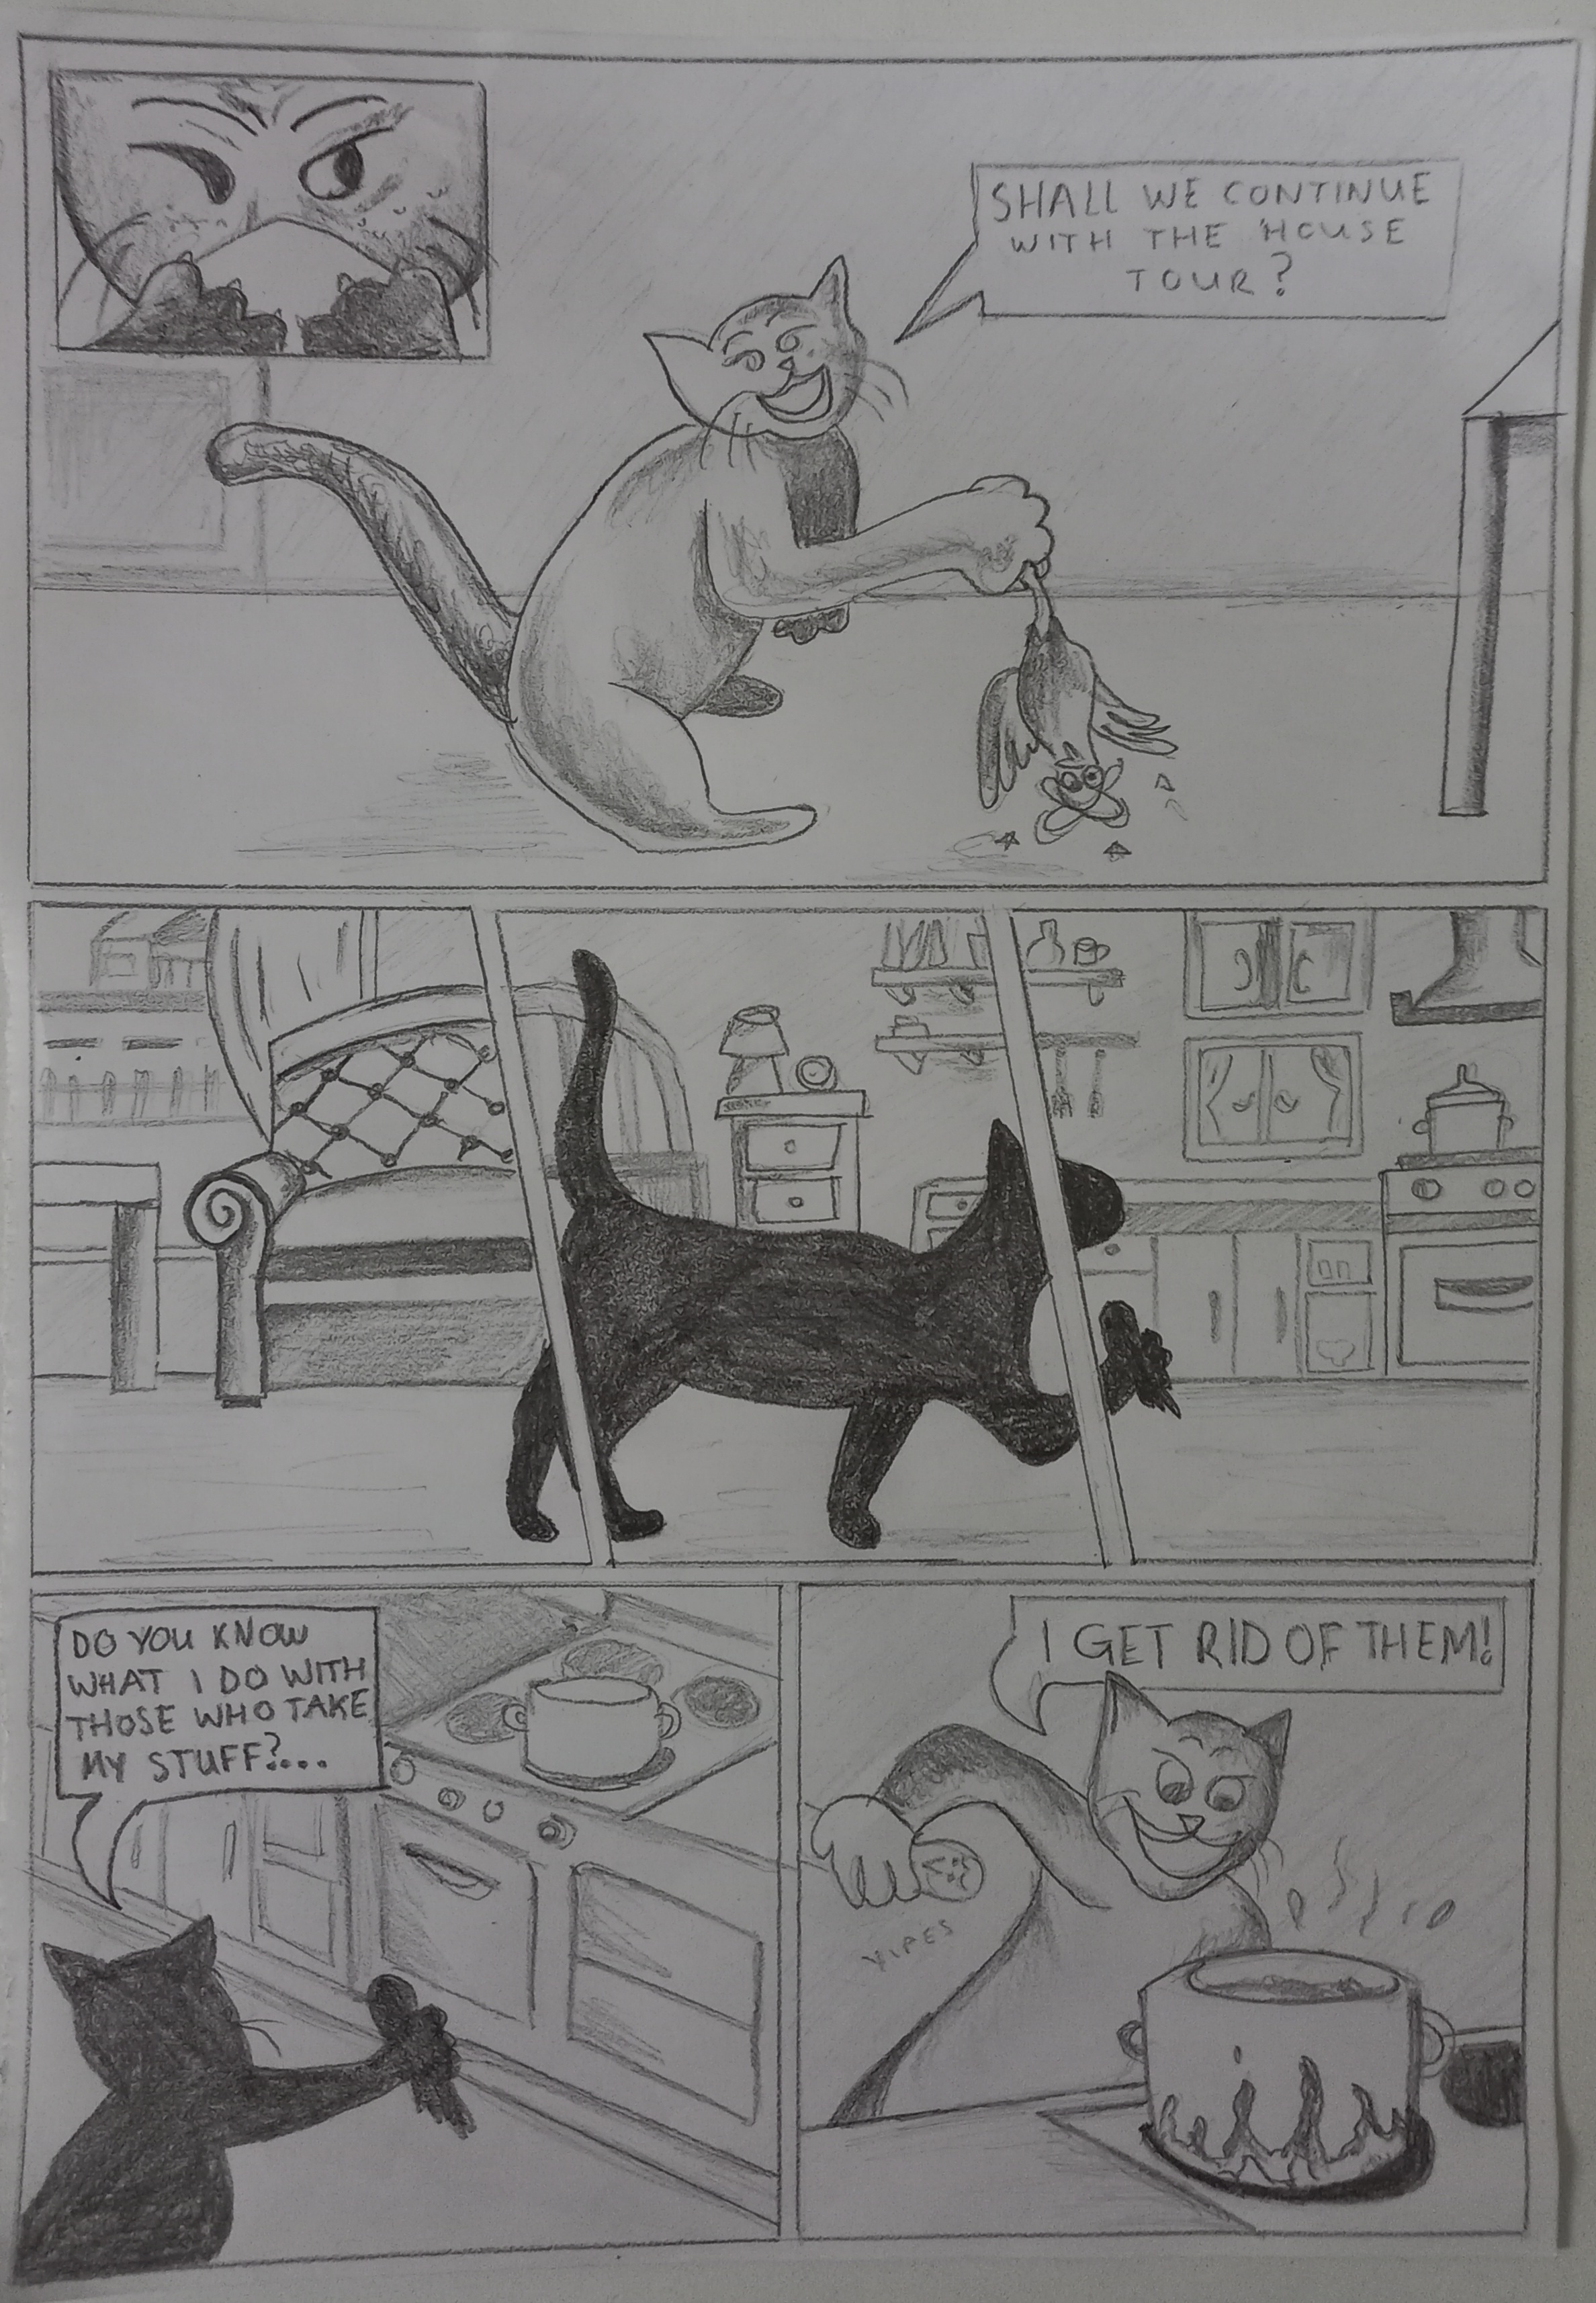 SHALL WE CONTINUE
WITH THE HOUSE
TOUR?
DO YOU KNOW
WHAT I DO WITH
THOSE WHO TAKE
MY STUFF?....
I GET RID OF THEM!
YIPES